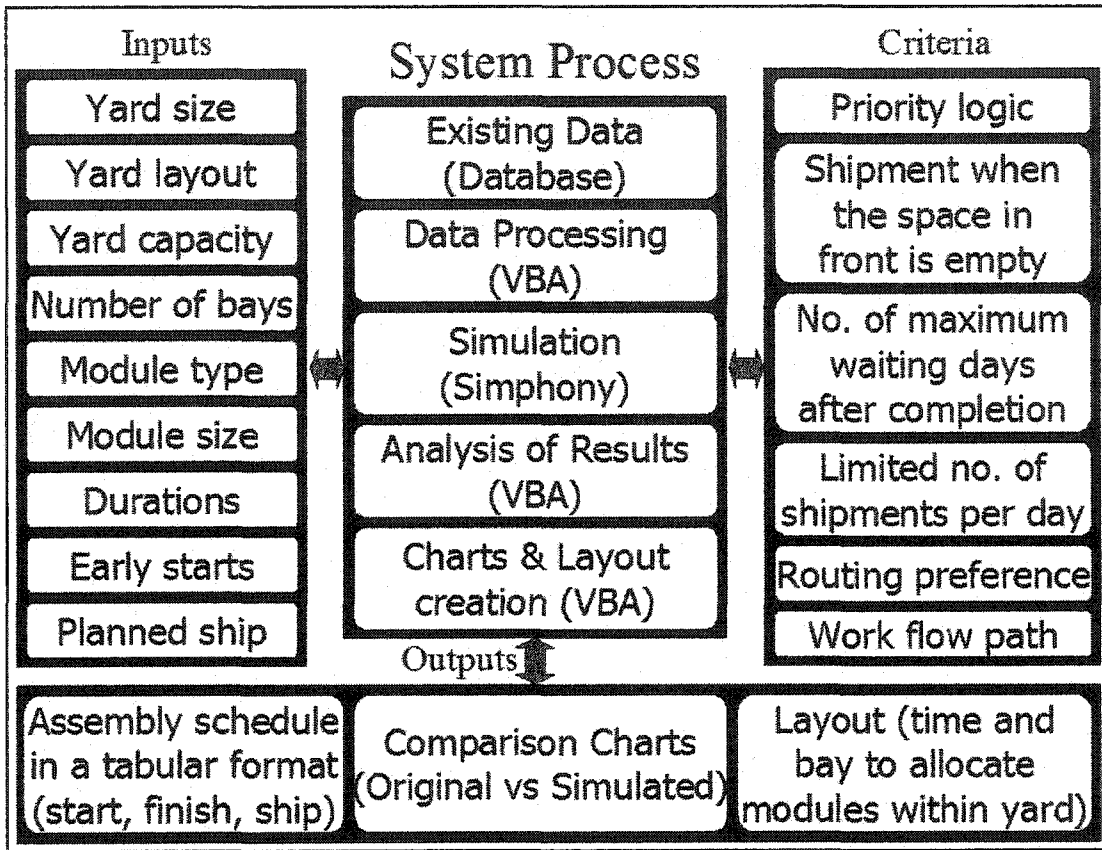 Inputs
Yard size
Yard layout
Yard capacity
Number of bays
Module type
Module size
Durations
Early starts
Planned ship
System Process
Existing Data
(Database)
Data Processing
(VBA)
Simulation
(Simphony)
Analysis of Results
(VBA)
Charts & Layout
creation (VBA)
Criteria
Priority logic
Shipment when
the space in
front is empty
No. of maximum
waiting days
after completion
Limited no. of
shipments per day
Routing preference
Work flow path
Outputs
Assembly schedule
in a tabular format
(start, finish, ship)
Comparison Charts
(Original vs Simulated)
Layout (time and
bay to allocate
modules within yard)